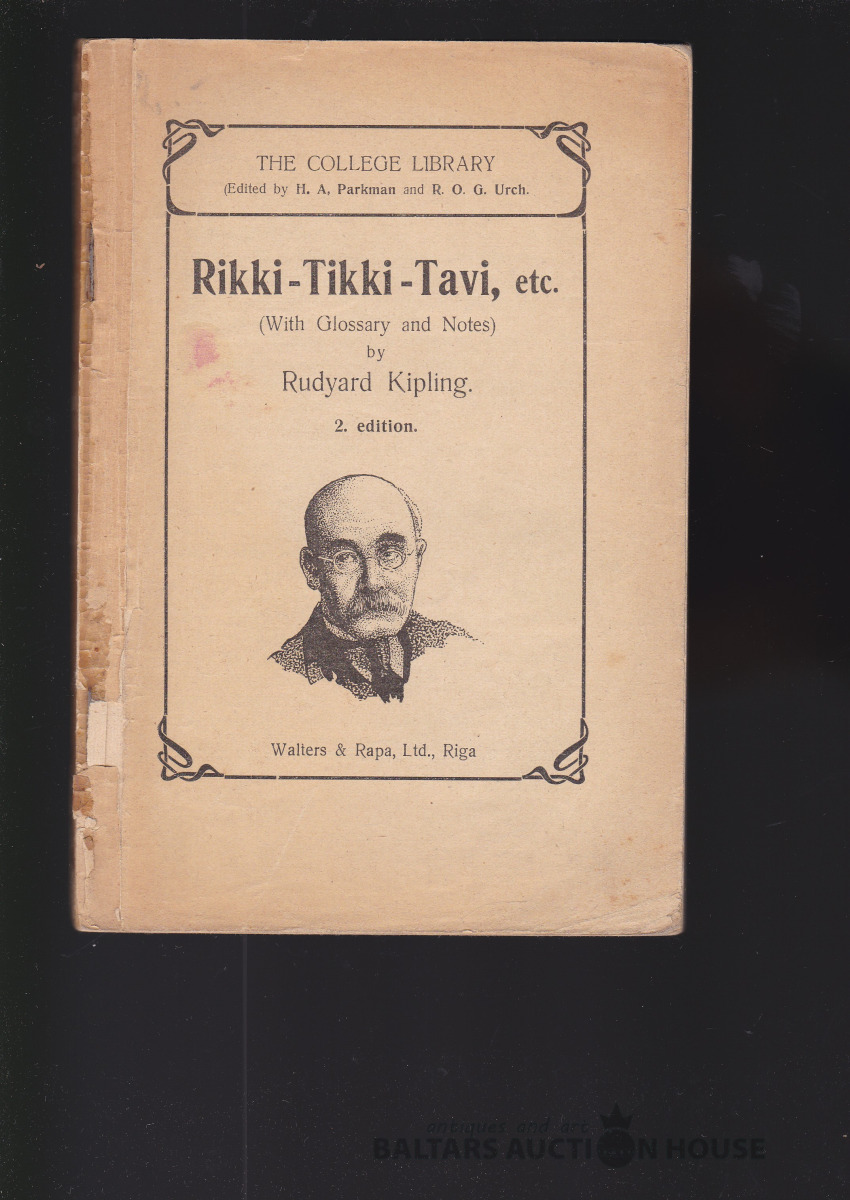 THE COLLEGE LIBRARY
(Edited by H. A. Parkman and R. O. G. Urch.
Rikki-Tikki-Tavi, etc.
(With Glossary and Notes)
by
Rudyard Kipling.
2. edition.
Walters & Rapa, Ltd., Riga
antiques and art
BALTARS AUCTION HOUSE